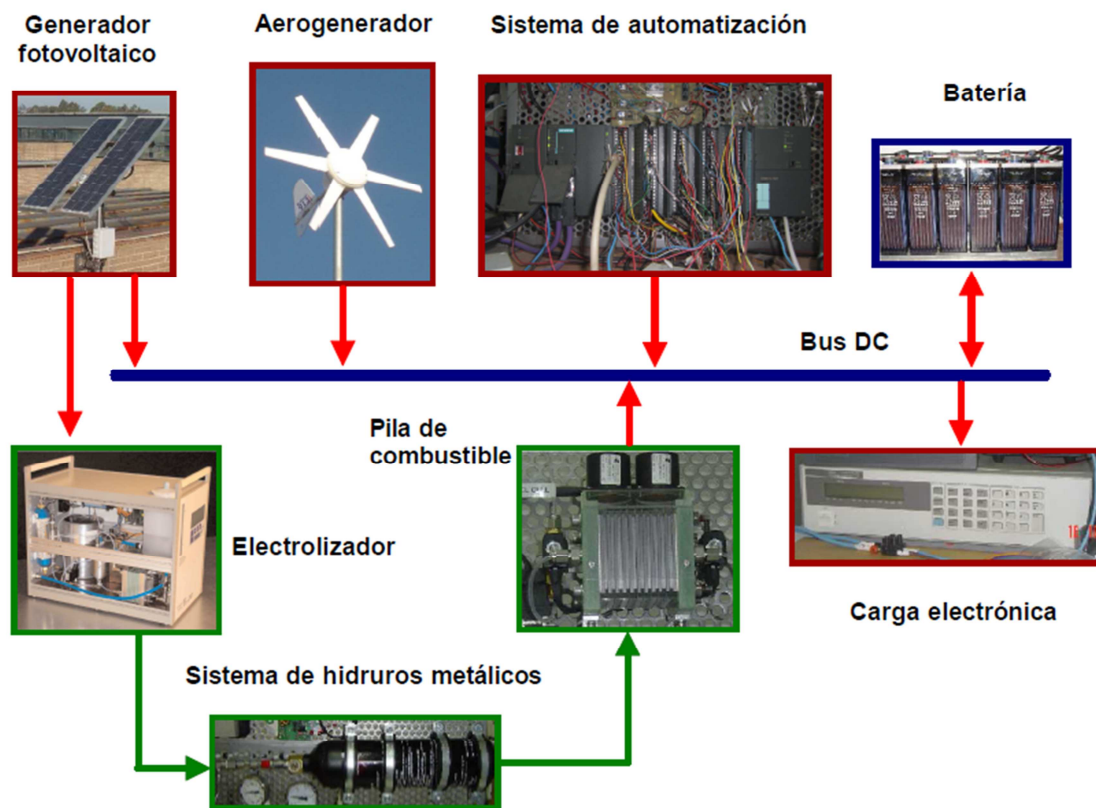 Generador
fotovoltaico
Aerogenerador
Sistema de automatización
Batería
Bus DC
Pila de
combustible
Electrolizador
Carga electrónica
Sistema de hidruros metálicos